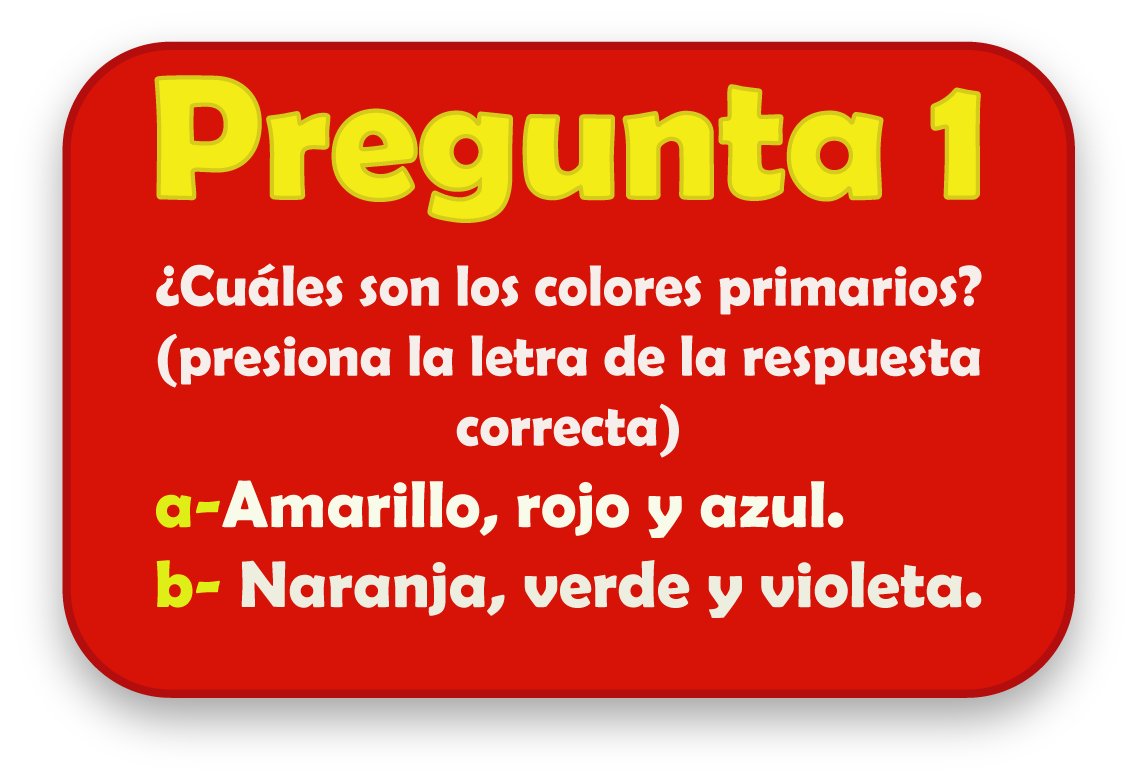 Pregunta 1
¿Cuáles son los colores primarios?
(presiona la letra de la respuesta
correcta)
a-Amarillo, rojo y azul.
b- Naranja, verde y violeta.